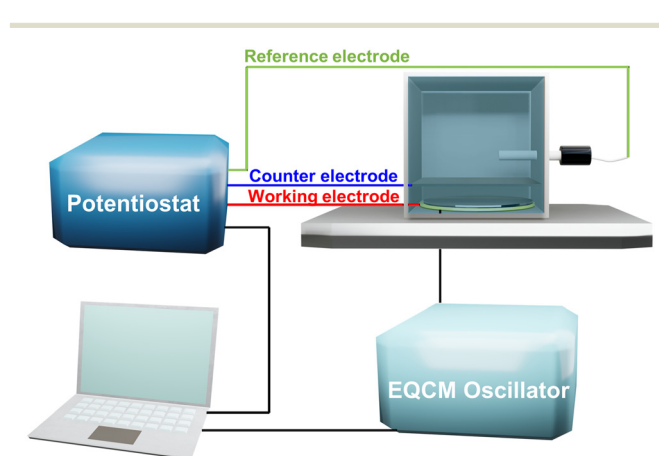 Reference electrode
Counter electrode
Working electrode
Potentiostat
EQCM Oscillator